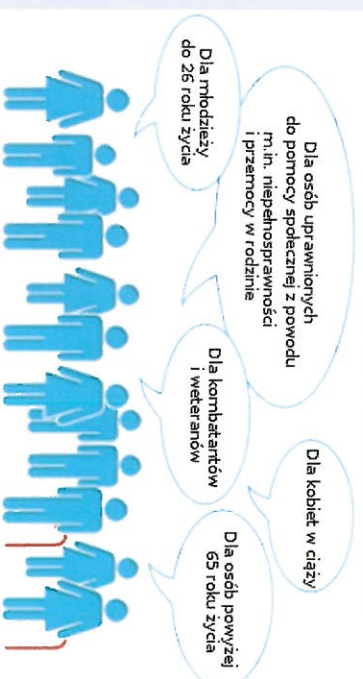 Dla młodzieży
do 26 roku życia
Dla osób uprawnionych
do pomocy społecznej z powodu
m.in. niepełnosprawności
i przemocy w rodzinie
Dla kombatantów
i weteranów
Dla kobiet w ciąży
Dla osób powyżej
65 roku życia